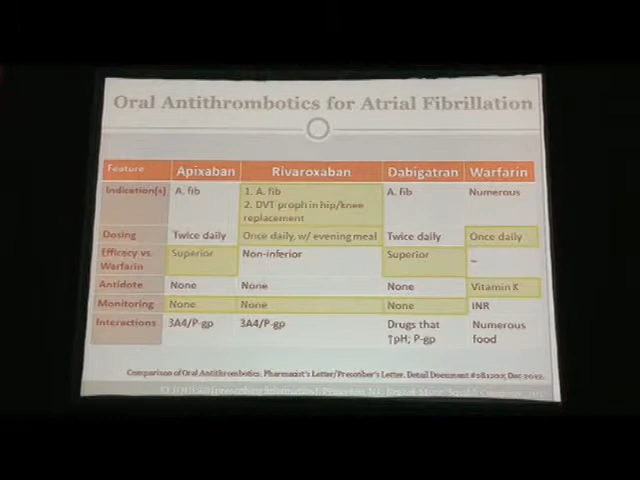 Oral Antithrombotics for Atrial Fibrillation
Feature Apixaban Rivaroxaban Dabigatran Warfarin
Indication(s) A. fib 1. A. fib A. fib Numerous
2. DVT proph in hip/knee
replacement
Dosing Twice daily Once daily, w/ evening meal Twice daily Once daily
Efficacy vs. Superior Non-inferior Superior –
Warfarin
Antidote None None None Vitamin K
Monitoring None None None INR
Interactions 3A4/P-gp 3A4/P-gp Drugs that Numerous
↑pH; P-gp food
Comparison of Oral Antithrombotics. Pharmacist's Letter/Prescriber's Letter. Detail Document #281202; Dec 2012.